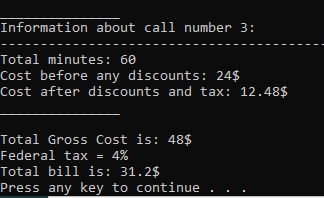 _______________
Information about call number 3:
----------------------------------------
Total minutes: 60
Cost before any discounts: 24$
Cost after discounts and tax: 12.48$
_______________
Total Gross Cost is: 48$
Federal tax = 4%
Total bill is: 31.2$
Press any key to continue . . .